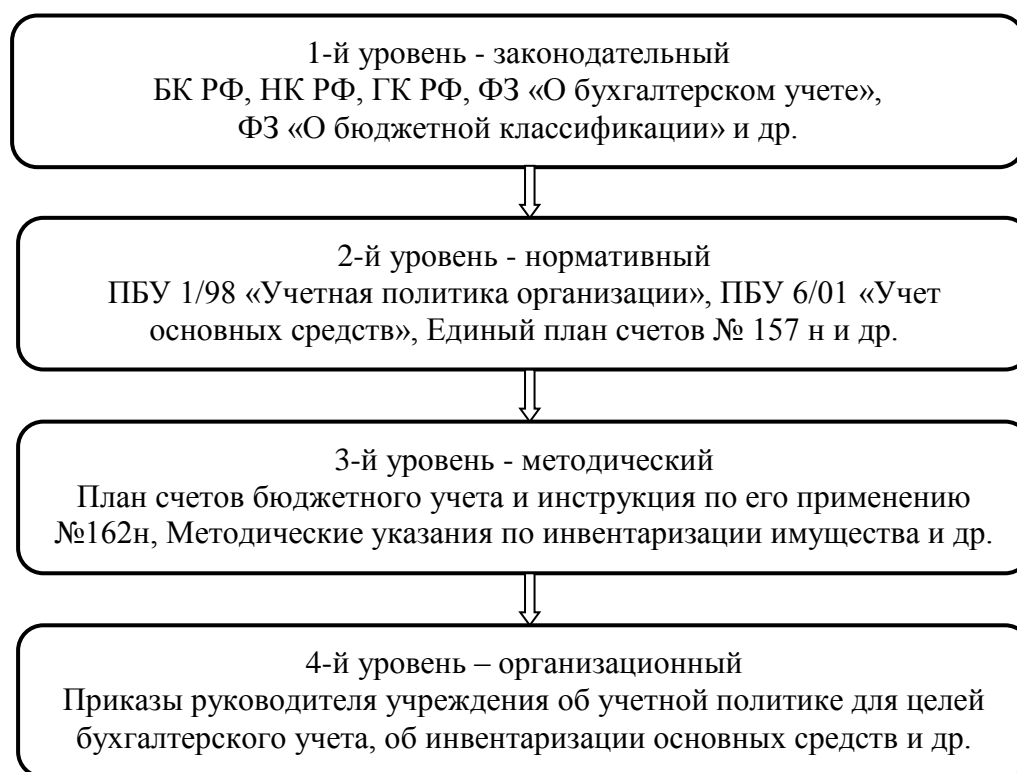 1-й уровень - законодательный
БК РФ, НК РФ, ГК РФ, ФЗ «О бухгалтерском учете»,
ФЗ «О бюджетной классификации» и др.
2-й уровень - нормативный
ПБУ 1/98 «Учетная политика организации», ПБУ 6/01 «Учет
основных средств», Единый план счетов № 157 н и др.
3-й уровень - методический
План счетов бюджетного учета и инструкция по его применению
№162н, Методические указания по инвентаризации имущества и др.
4-й уровень – организационный
Приказы руководителя учреждения об учетной политике для целей
бухгалтерского учета, об инвентаризации основных средств и др.